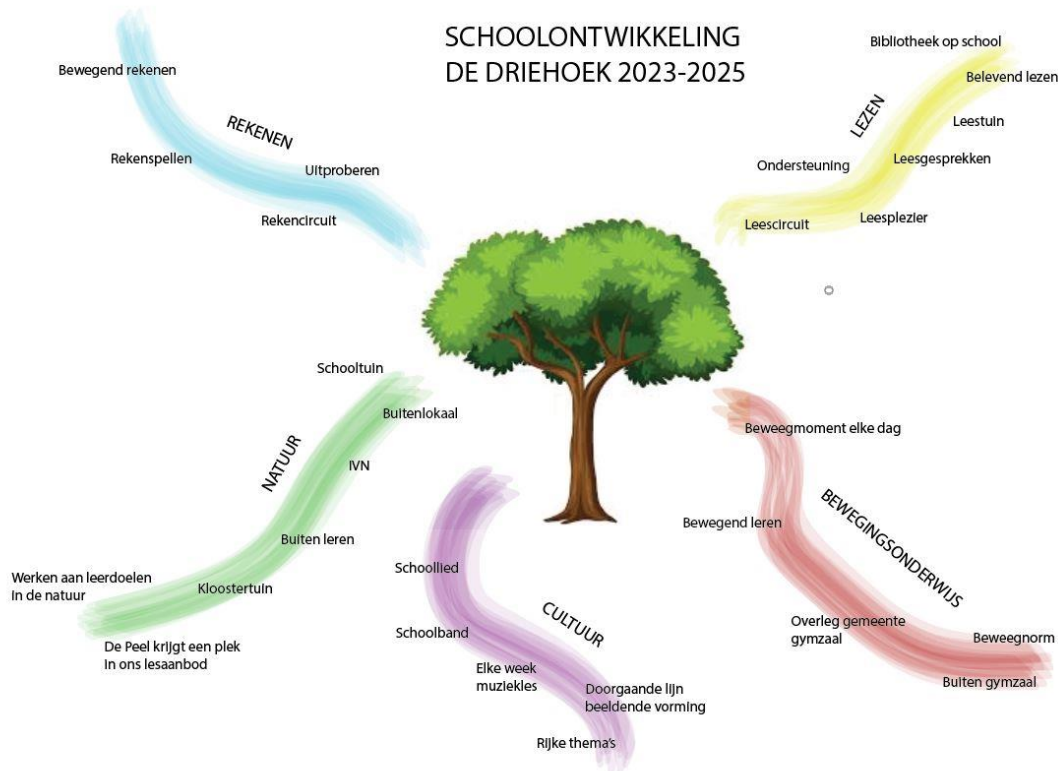 SCHOOLONTWIKKELING
DE DRIEHOEK 2023-2025
Bewegend rekenen
REKENEN
Rekenspellen
Uitproberen
Rekencircuit
Bibliotheek op school
Belevend lezen
LEZEN
Leestuin
Ondersteuning
Leesgesprekken
Leesplezier
Leescircuit
Schooltuin
Buitenlokaal
NATUUR
IVN
Buiten leren
Kloostertuin
Werken aan leerdoelen
in de natuur
De Peel krijgt een plek
in ons lesaanbod
Schoollied
CULTUUR
Schoolband
Elke week
muziekles
Doorgaande lijn
beeldende vorming
Rijke thema's
Beweegmoment elke dag
Bewegend leren
BEWEGINGSONDERWIJS
Overleg gemeente
gymzaal
Beweegnorm
Buiten gymzaal